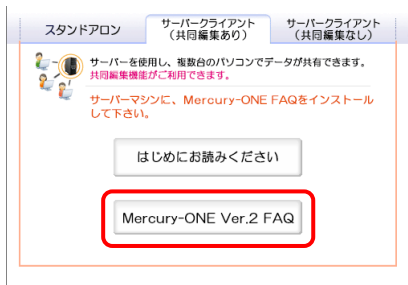 スタンドアロン
サーバークライアント
（共同編集あり）
サーバークライアント
（共同編集なし）
サーバーを使用し、複数台のパソコンでデータが共有できます。
共同編集機能がご利用できます。
サーバーマシンに、Mercury-ONE FAQをインストール
して下さい。
はじめにお読みください
Mercury-ONE Ver.2 FAQ